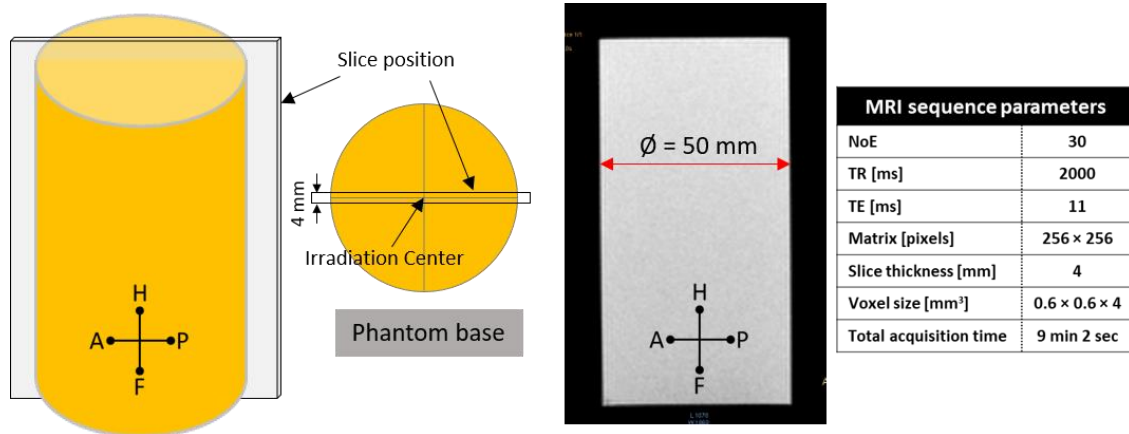 Slice position
4 mm
Irradiation Center
Phantom base
H
A P
F
Ø = 50 mm
H
A P
F
A
L 1070
MRI sequence parameters
NoE 30
TR [ms] 2000
TE [ms] 11
Matrix [pixels] 256 × 256
Slice thickness [mm] 4
Voxel size [mm³] 0.6 × 0.6 × 4
Total acquisition time 9 min 2 sec